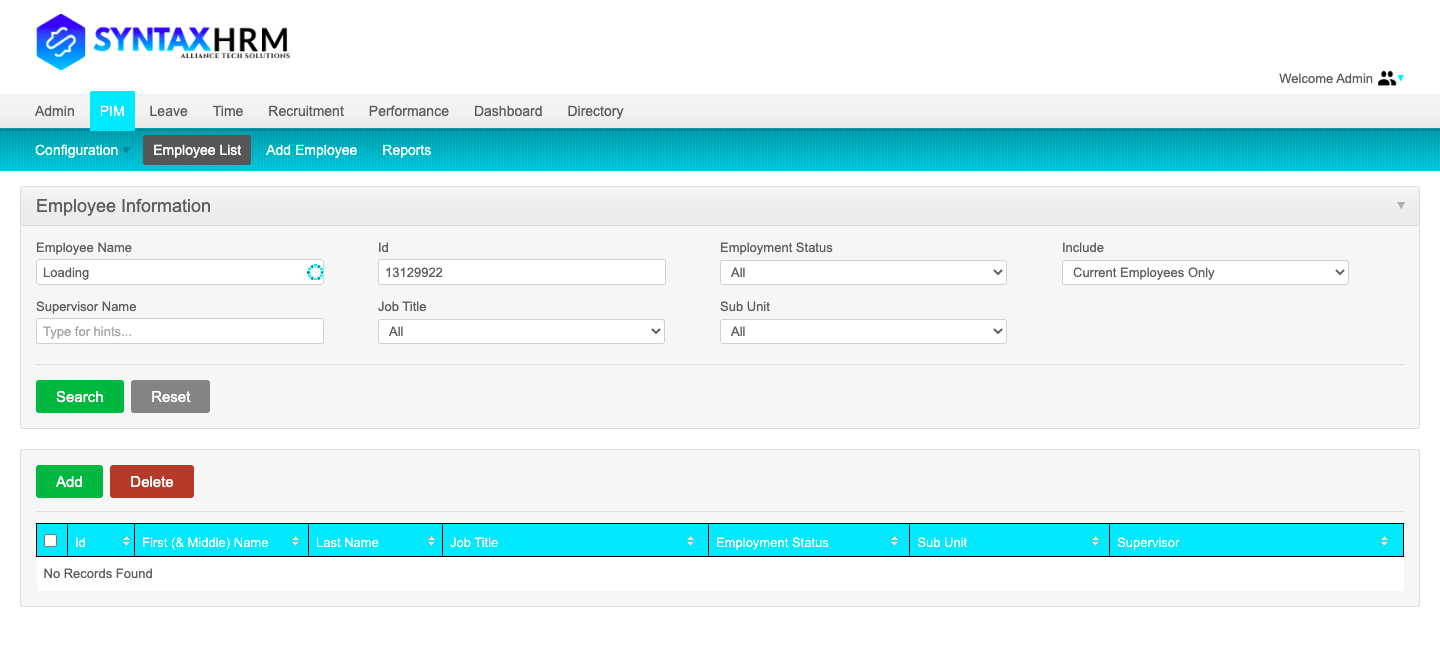 SYNTAXHRM
ALLIANCE TECH SOLUTIONS
Welcome Admin
Admin PIM Leave Time Recruitment Performance Dashboard Directory
Configuration Employee List Add Employee Reports
Employee Information
Employee Name Id Employment Status Include
Loading 13129922 All Current Employees Only
Supervisor Name Job Title Sub Unit
Type for hints... All All
Search Reset
Add Delete
Id First (& Middle) Name Last Name Job Title Employment Status Sub Unit Supervisor
No Records Found